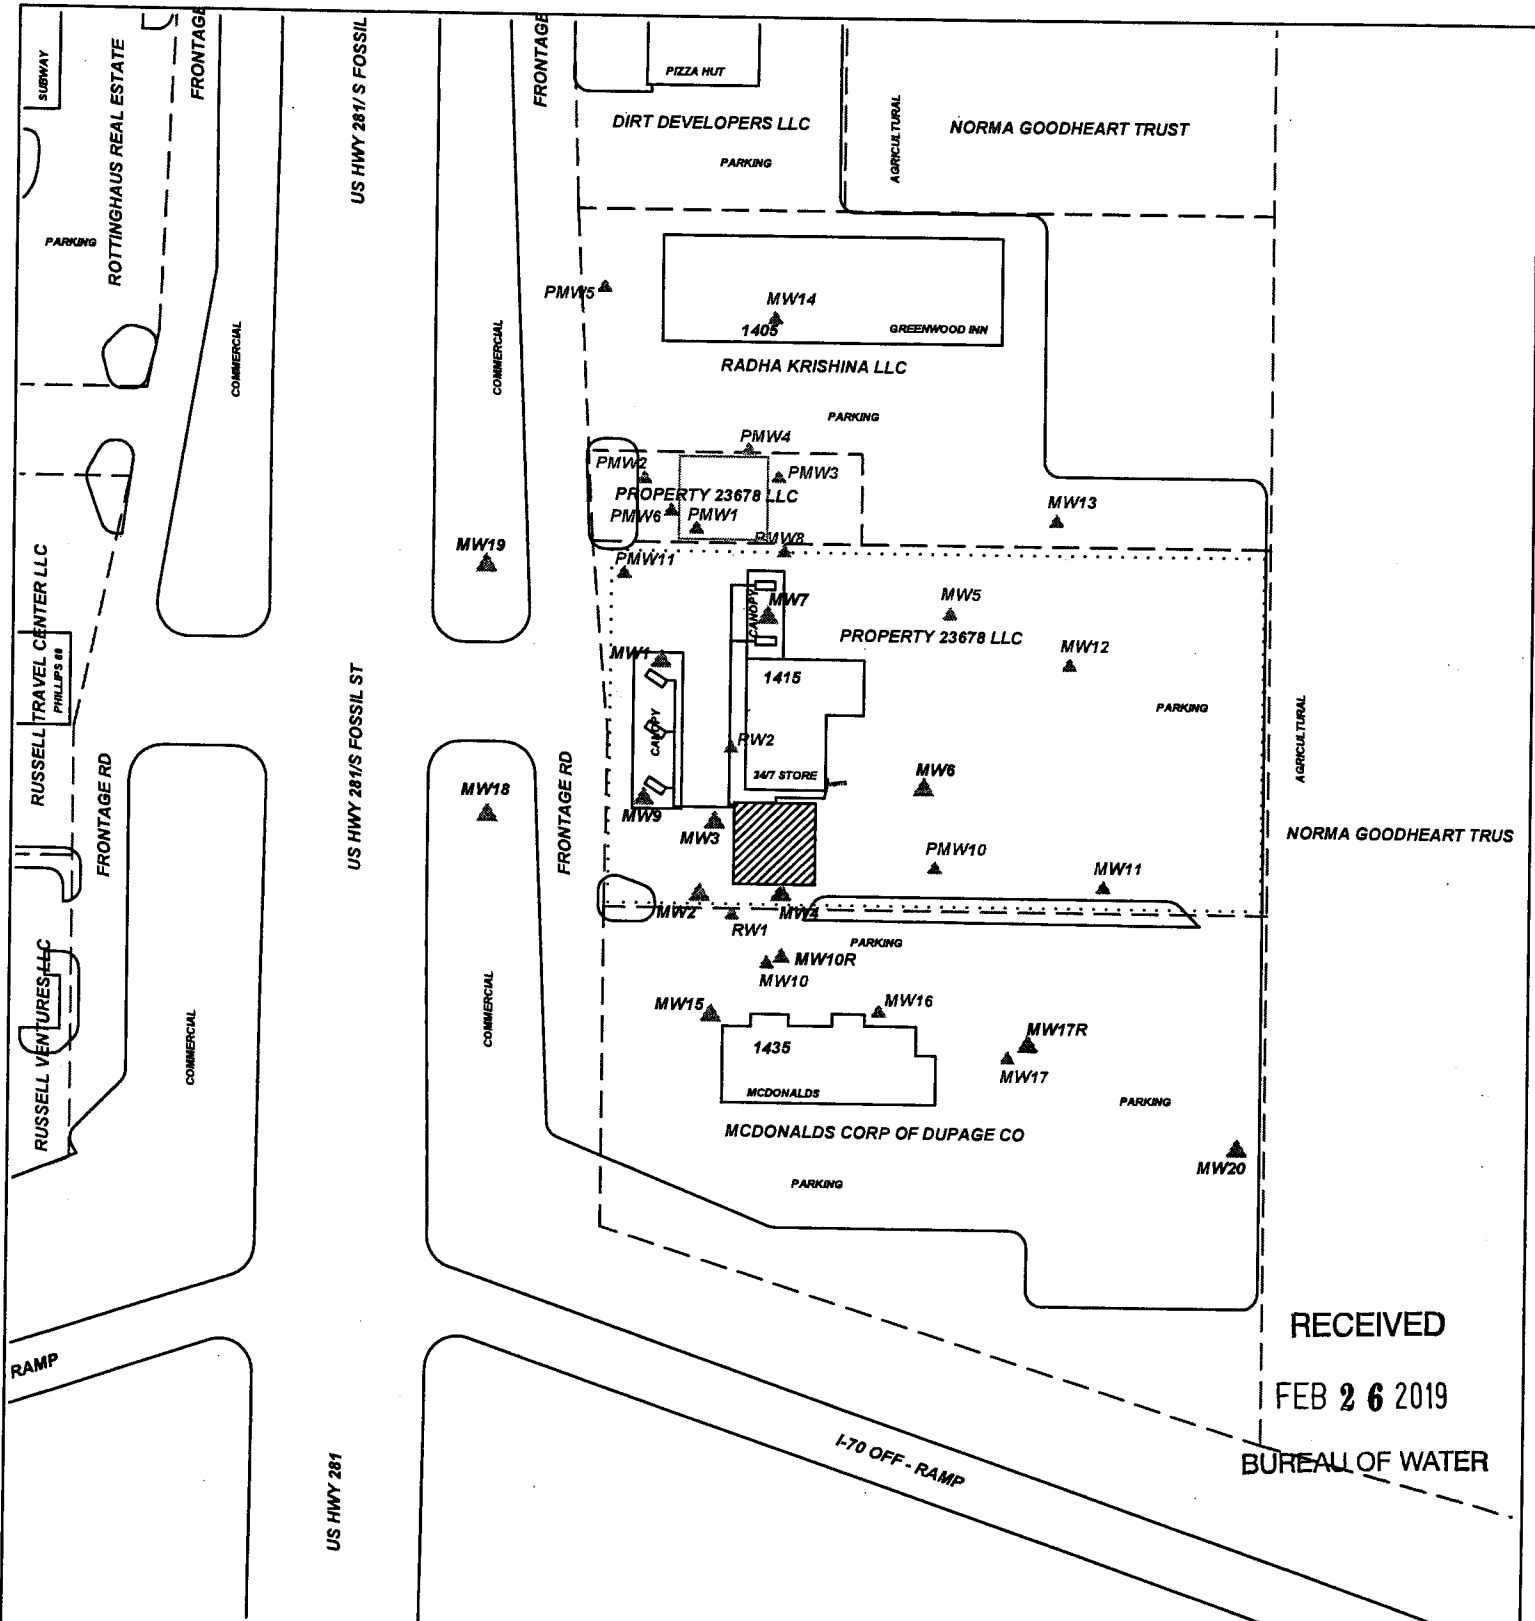 SUBWAY
ROTTINGHAUS REAL ESTATE
PARKING
FRONTAGE
US HWY 281/ S FOSSIL
FRONTAGE
PIZZA HUT
DIRT DEVELOPERS LLC
PARKING
AGRICULTURAL
NORMA GOODHEART TRUST
COMMERCIAL
COMMERCIAL
PMW5
MW14
1405
GREENWOOD INN
RADHA KRISHINA LLC
PARKING
PMW4
PMW2
PMW3
PROPERTY 23678 LLC
PMW6
PMW1
MW13
MW19
PMW8
PMW11
CANOPY
MW7
MW5
PROPERTY 23678 LLC
MW12
MW1
1415
PARKING
RUSSELL TRAVEL CENTER LLC
PHILLIPS 66
FRONTAGE RD
US HWY 281/S FOSSIL ST
FRONTAGE RD
CANOPY
RW2
24/7 STORE
MW6
AGRICULTURAL
MW18
MW9
MW3
NORMA GOODHEART TRUS
PMW10
MW11
MW2
MW4
RW1
PARKING
MW10R
MW10
RUSSELL VENTURES LLC
COMMERCIAL
COMMERCIAL
MW15
MW16
1435
MW17R
MW17
MCDONALDS
PARKING
MCDONALDS CORP OF DUPAGE CO
MW20
PARKING
RECEIVED
FEB 26 2019
BUREAU OF WATER
RAMP
I-70 OFF - RAMP
US HWY 281